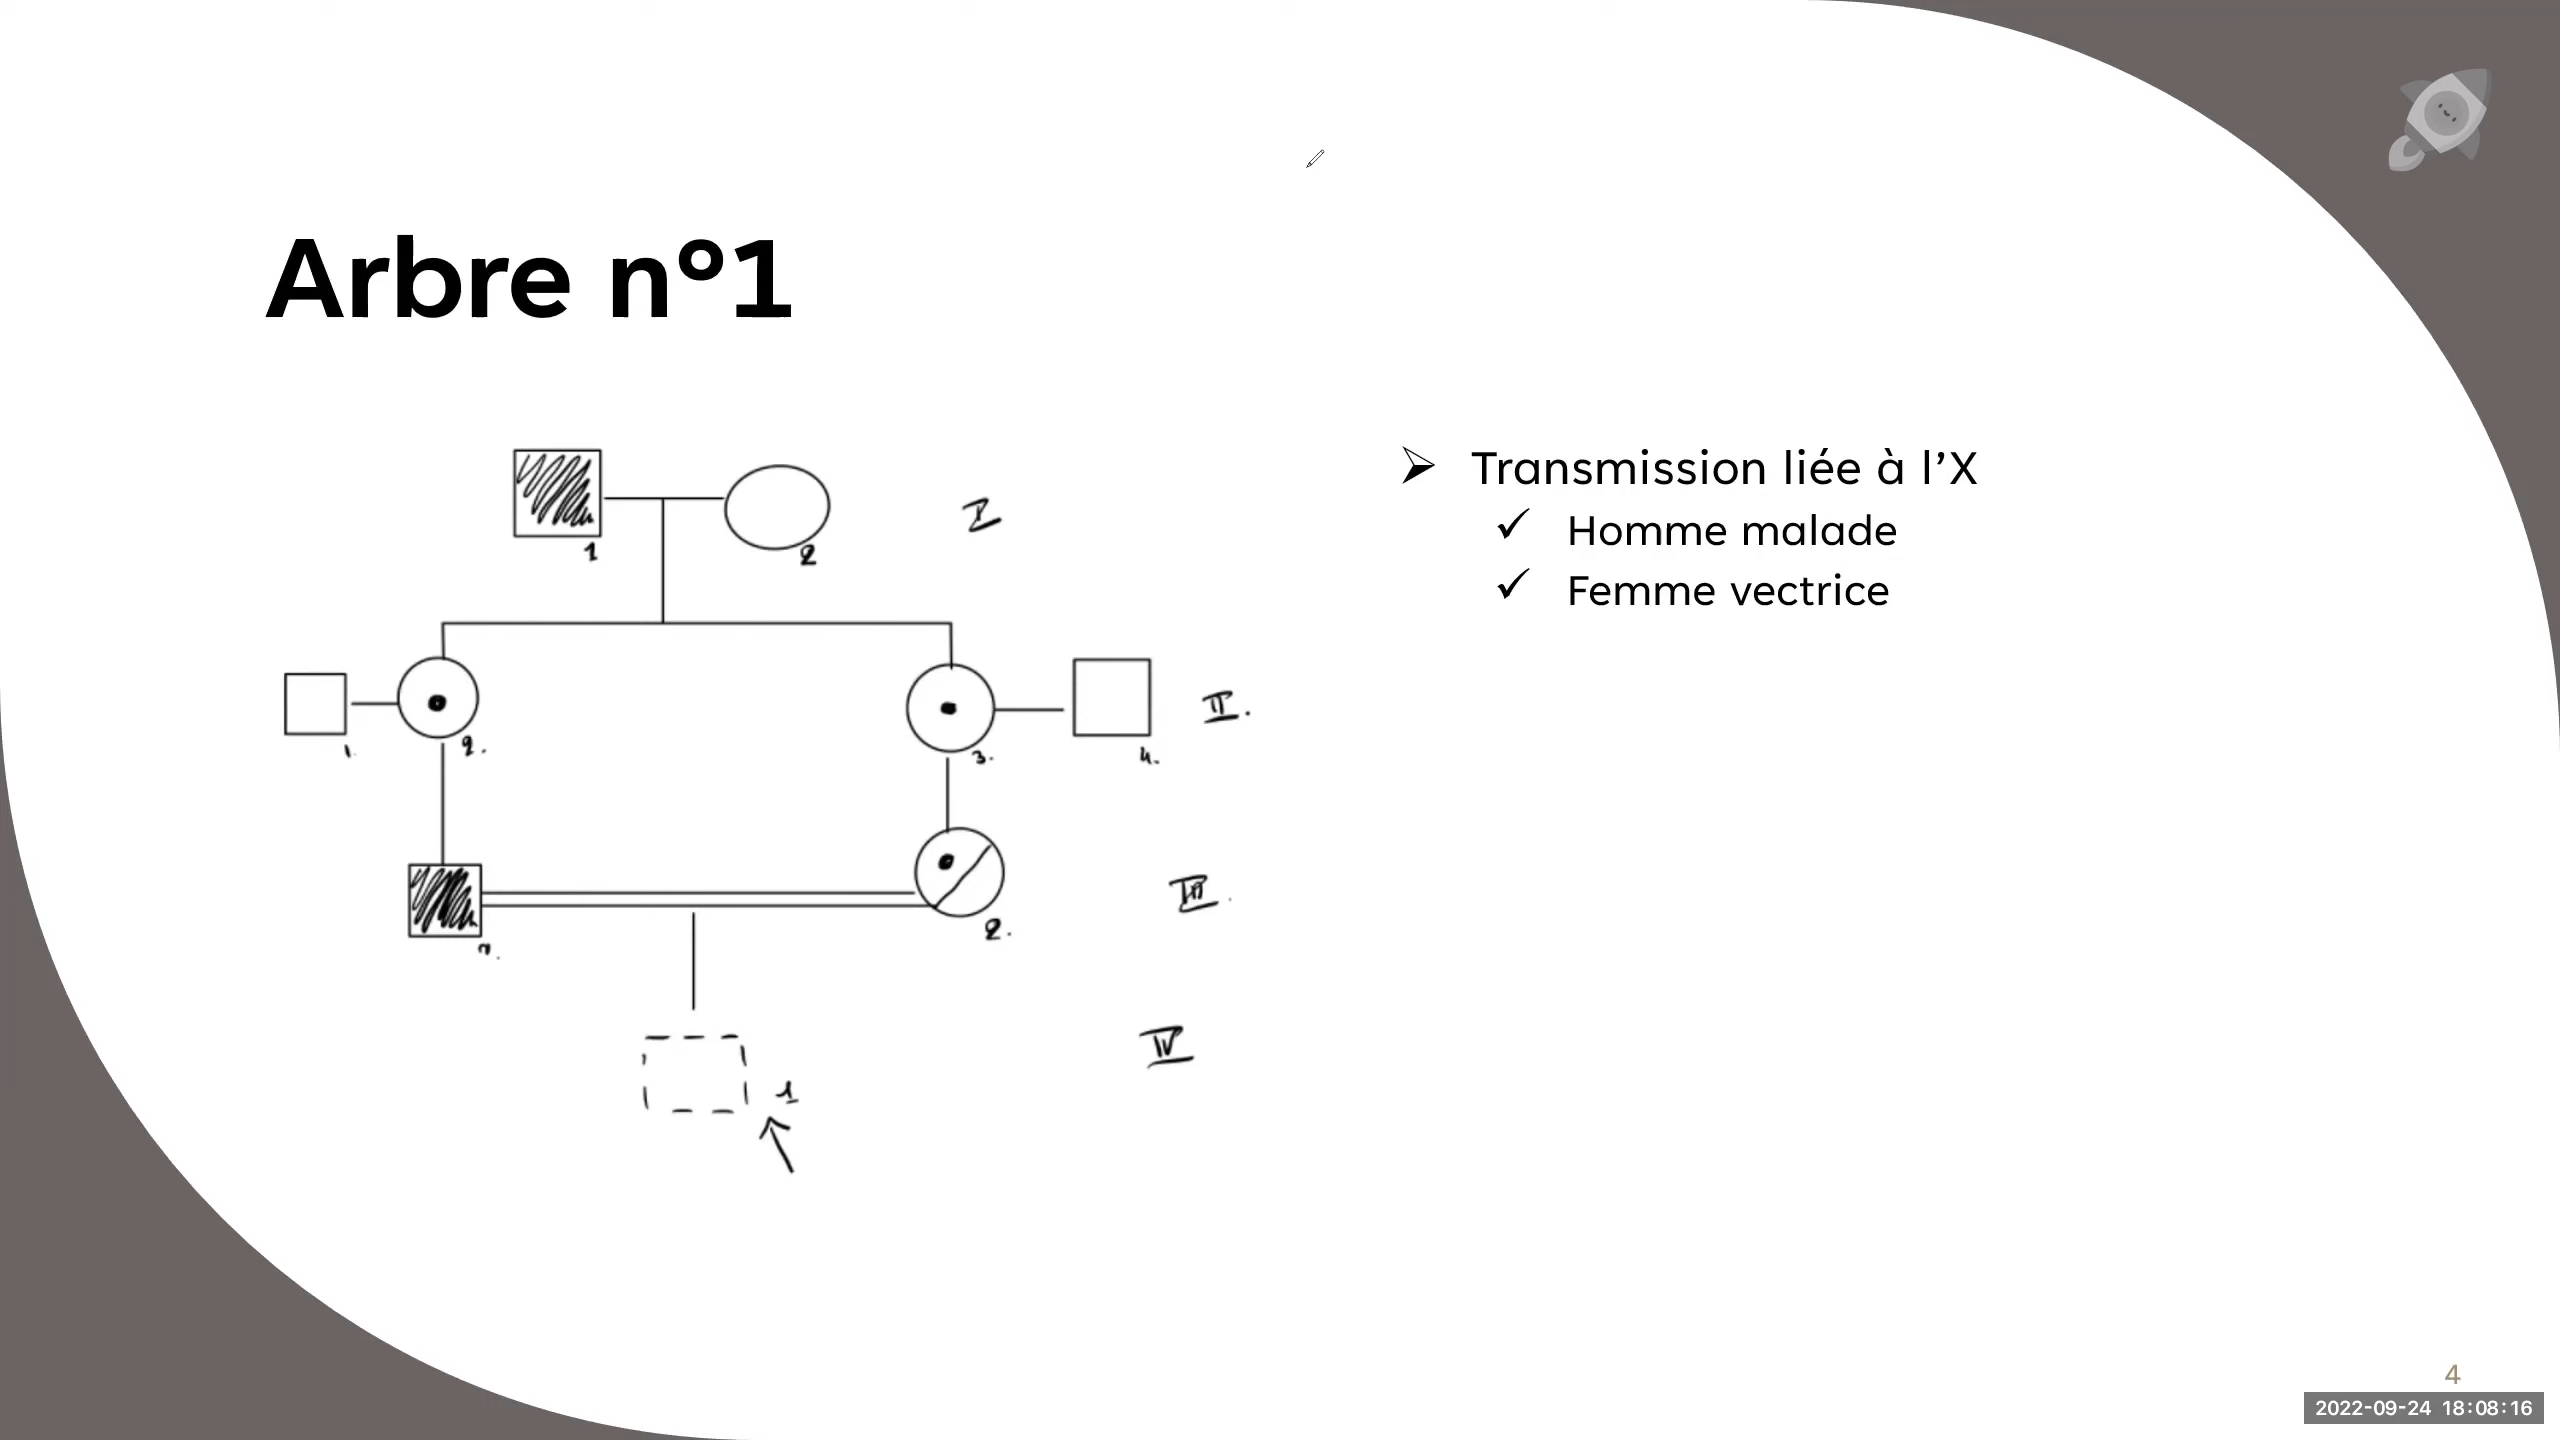 Arbre n°1
Transmission liée à l'X
Homme malade
Femme vectrice
1
2
I
1.
2.
3.
4.
II.
2.
III.
1
IV
4
2022-09-24 18:08:16